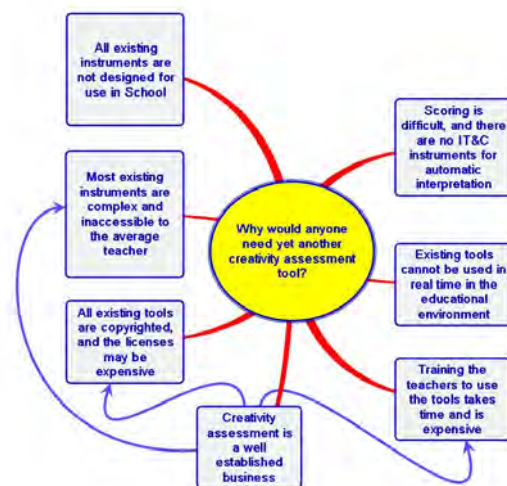 All existing
instruments are
not designed for
use in School
Scoring is
difficult, and there
are no IT&C
instruments for
automatic
interpretation
Most existing
instruments are
complex and
inaccessible to
the average
teacher
Why would anyone
need yet another
creativity assessment
tool?
Existing tools
cannot be used in
real time in the
educational
environment
All existing tools
are copyrighted,
and the licenses
may be
expensive
Training the
teachers to use
the tools takes
time and is
expensive
Creativity
assessment is
a well
established
business